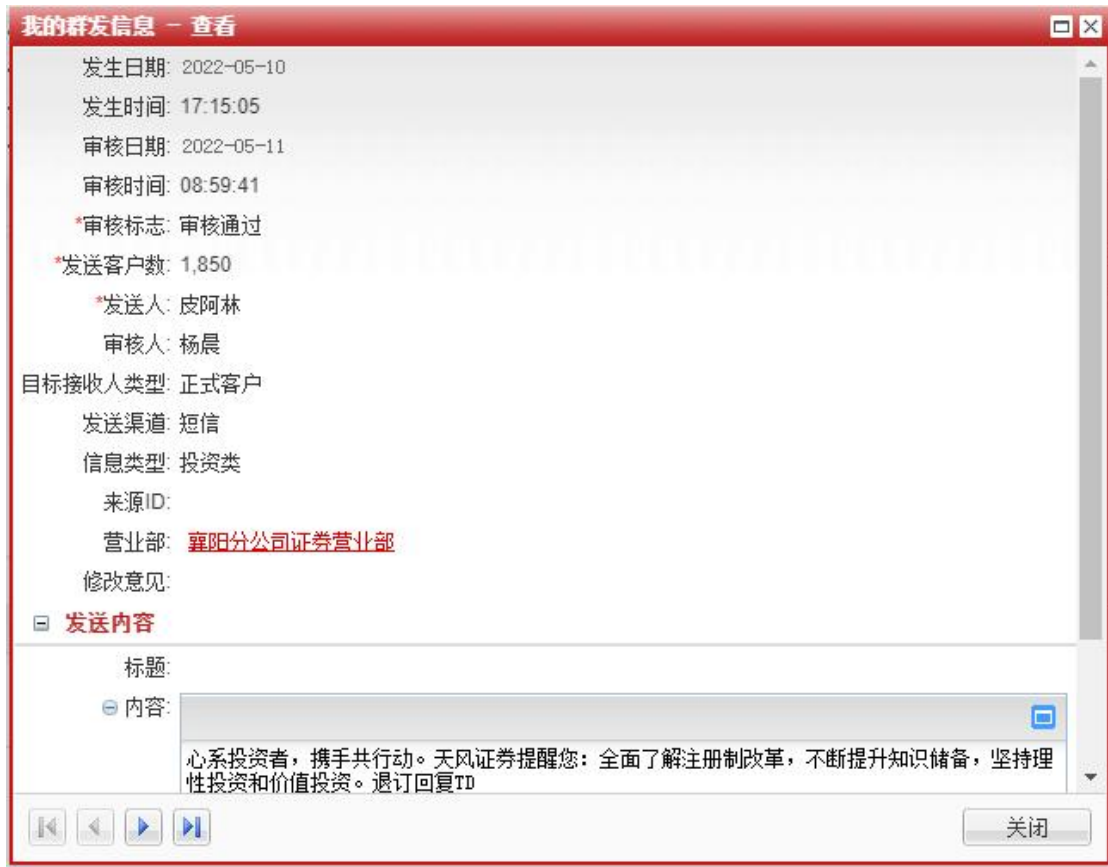 我的群发信息 - 查看
发生日期: 2022-05-10
发生时间: 17:15:05
审核日期: 2022-05-11
审核时间: 08:59:41
*审核标志: 审核通过
*发送客户数: 1,850
*发送人: 皮阿林
审核人: 杨晨
目标接收人类型: 正式客户
发送渠道: 短信
信息类型: 投资类
来源ID:
营业部: 襄阳分公司证券营业部
修改意见:
发送内容
标题:
内容:
心系投资者，携手共行动。天风证券提醒您：全面了解注册制改革，不断提升知识储备，坚持理
性投资和价值投资。退订回复TD
关闭